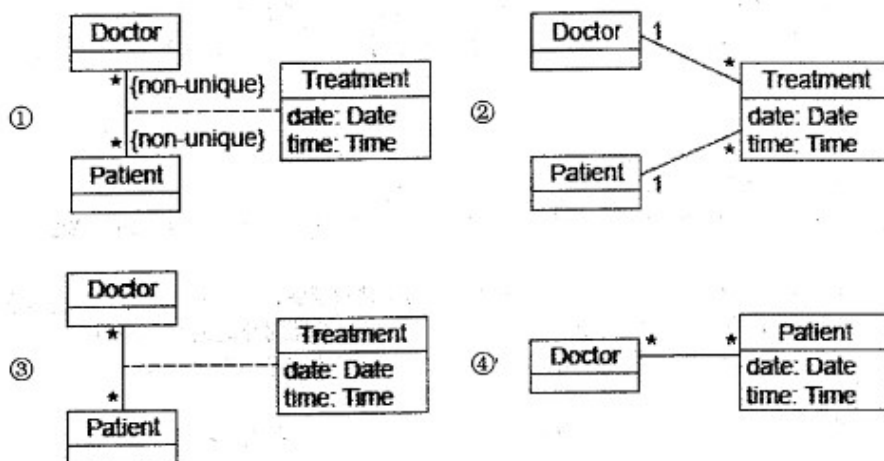 ①
Doctor
* {non-unique}
* {non-unique}
Patient
Treatment
date: Date
time: Time
②
Doctor
1
*
Treatment
date: Date
time: Time
*
Patient
1
③
Doctor
*
*
Patient
Treatment
date: Date
time: Time
④
Doctor
* *
Patient
date: Date
time: Time